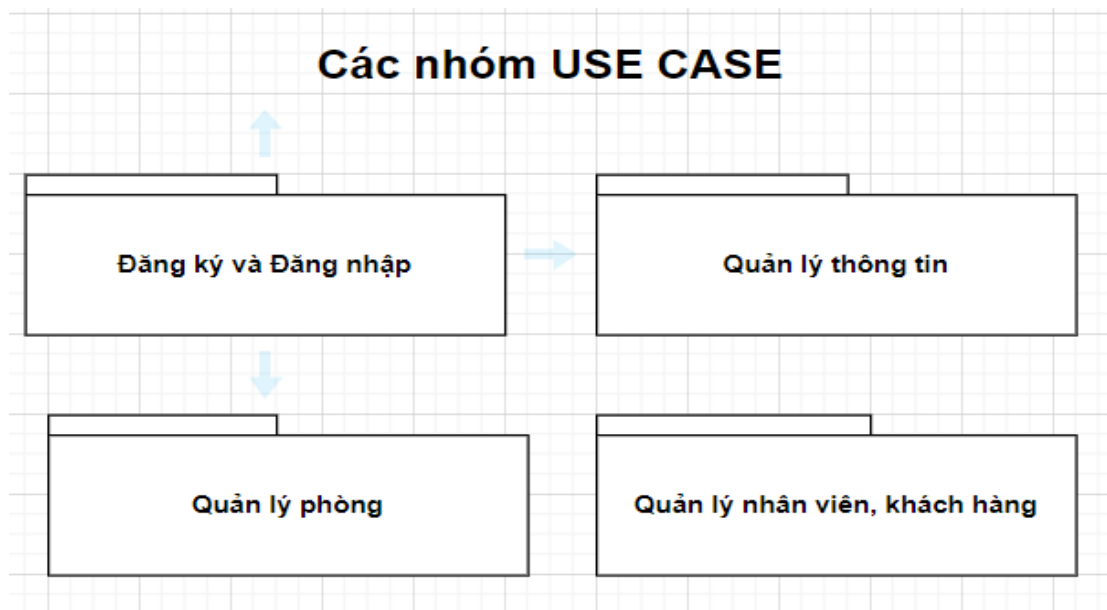 Các nhóm USE CASE
Đăng ký và Đăng nhập
Quản lý thông tin
Quản lý phòng
Quản lý nhân viên, khách hàng